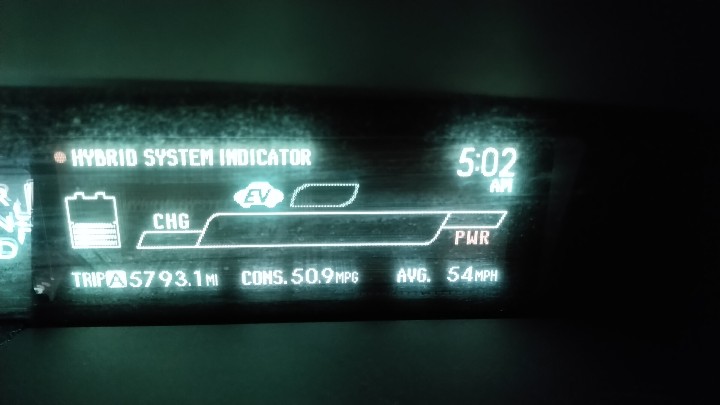 HYBRID SYSTEM INDICATOR
5:02
AM
EV
CHG
PWR
TRIP A 5793.1 MI CONS. 50.9 MPG AVG. 54 MPH
R
N
D